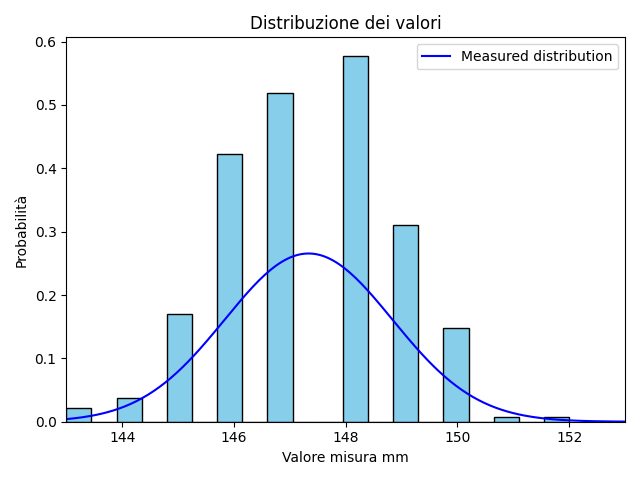 Distribuzione dei valori
Measured distribution
Probabilità
0.6
0.5
0.4
0.3
0.2
0.1
0.0
144 146 148 150 152
Valore misura mm